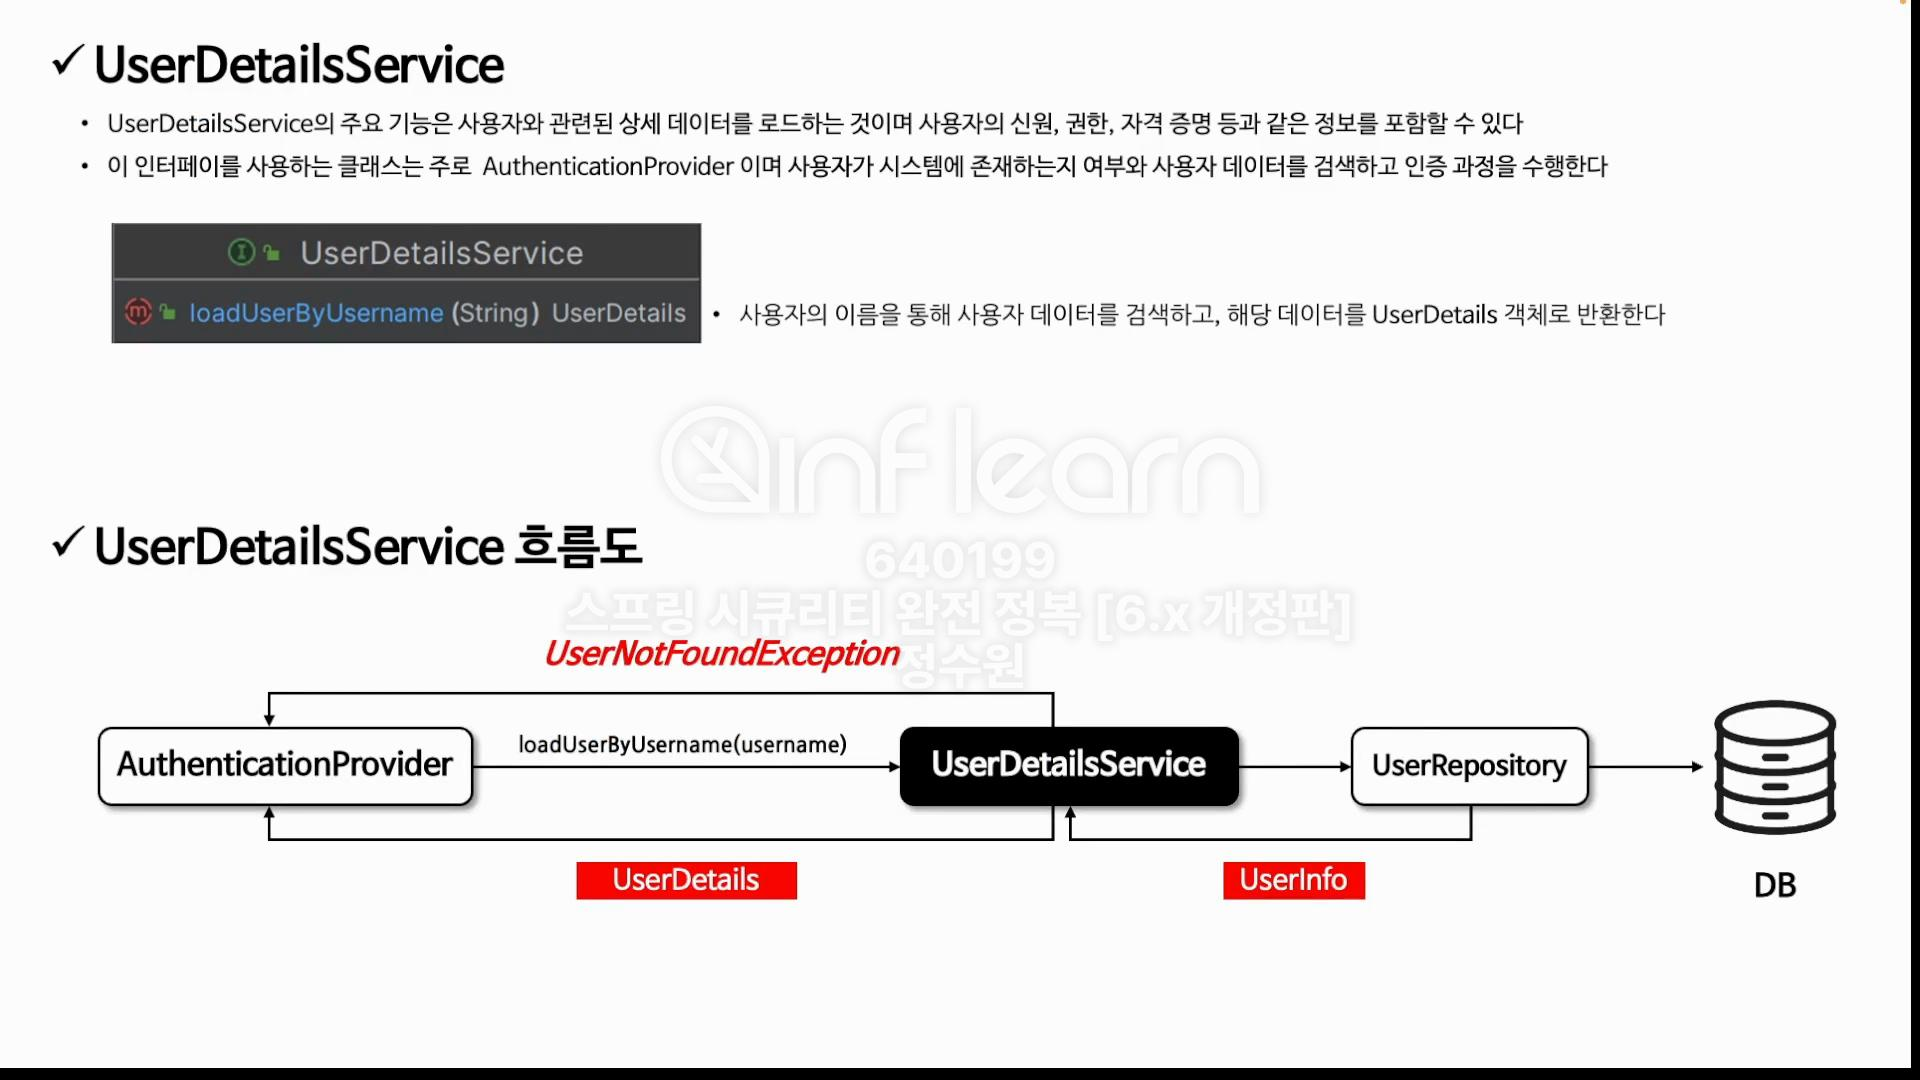 ✓ UserDetailsService
• UserDetailsService의 주요 기능은 사용자와 관련된 상세 데이터를 로드하는 것이며 사용자의 신원, 권한, 자격 증명 등과 같은 정보를 포함할 수 있다
• 이 인터페이를 사용하는 클래스는 주로 AuthenticationProvider 이며 사용자가 시스템에 존재하는지 여부와 사용자 데이터를 검색하고 인증 과정을 수행한다
I UserDetailsService
m loadUserByUsername (String) UserDetails
• 사용자의 이름을 통해 사용자 데이터를 검색하고, 해당 데이터를 UserDetails 객체로 반환한다
inflearn
✓ UserDetailsService 흐름도
640199
스프링 시큐리티 완전 정복 [6.x 개정판]
정수원
UserNotFoundException
AuthenticationProvider
loadUserByUsername(username)
UserDetailsService
UserRepository
UserDetails
UserInfo
DB